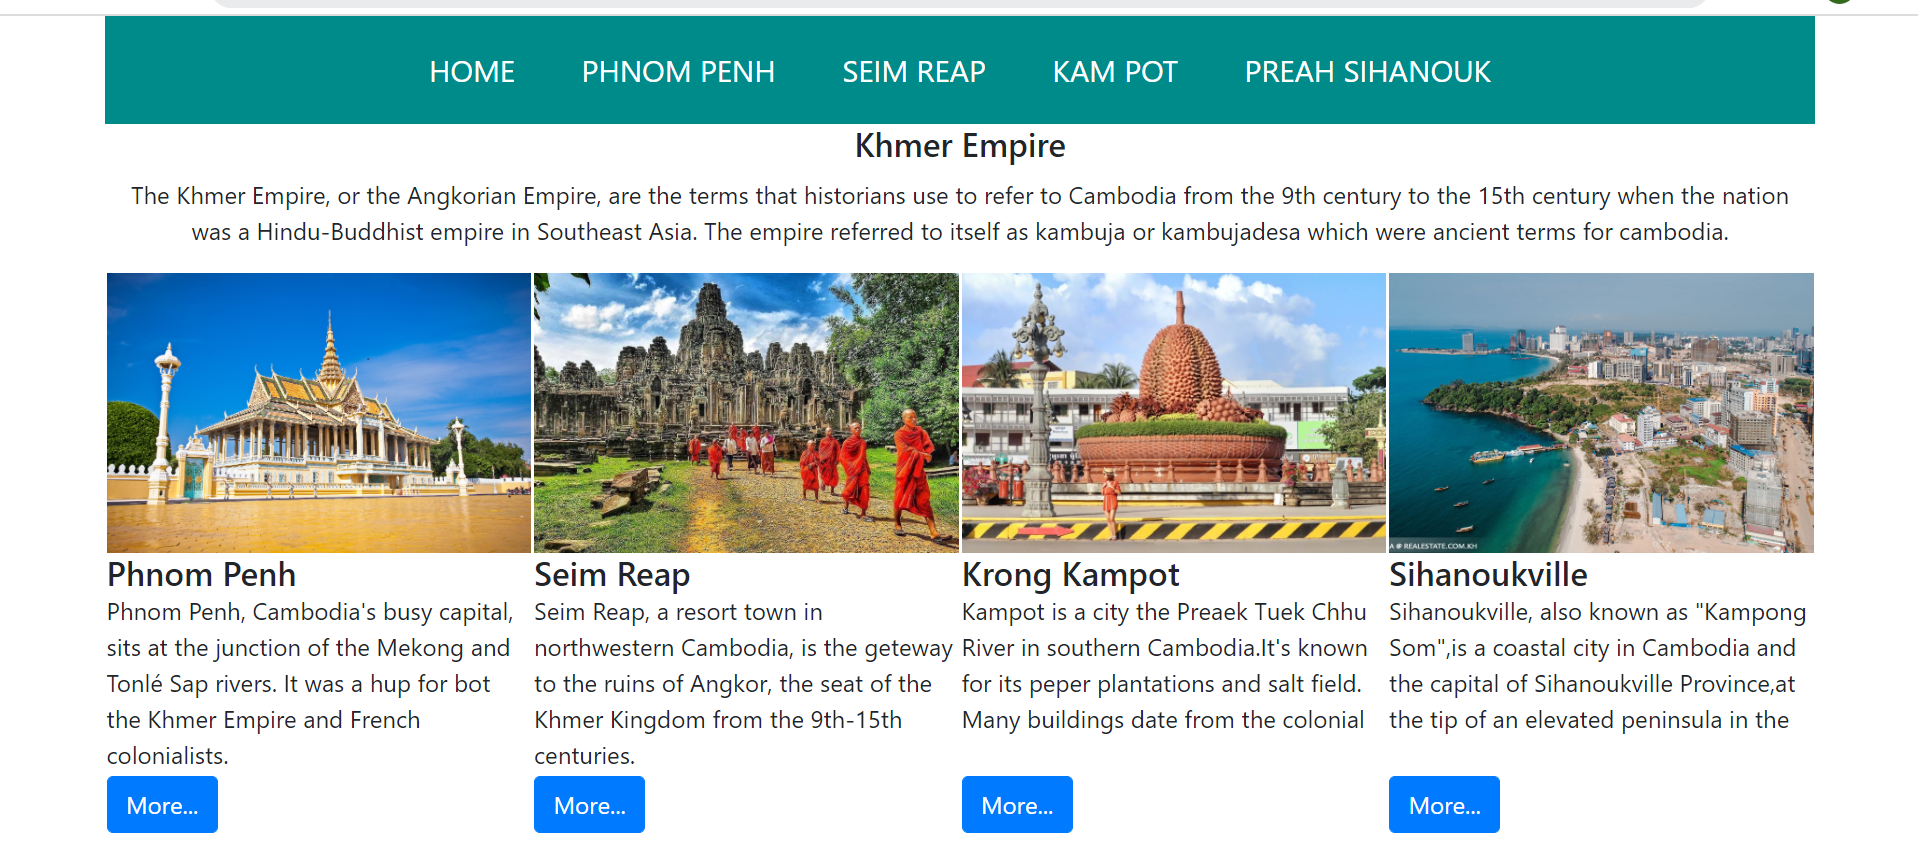 HOME PHNOM PENH SEIM REAP KAM POT PREAH SIHANOUK
Khmer Empire
The Khmer Empire, or the Angkorian Empire, are the terms that historians use to refer to Cambodia from the 9th century to the 15th century when the nation
was a Hindu-Buddhist empire in Southeast Asia. The empire referred to itself as kambuja or kambujadesa which were ancient terms for cambodia.
A @ REALESTATE.COM.KH
Phnom Penh
Phnom Penh, Cambodia's busy capital,
sits at the junction of the Mekong and
Tonlé Sap rivers. It was a hup for bot
the Khmer Empire and French
colonialists.
More...
Seim Reap
Seim Reap, a resort town in
northwestern Cambodia, is the geteway
to the ruins of Angkor, the seat of the
Khmer Kingdom from the 9th-15th
centuries.
More...
Krong Kampot
Kampot is a city the Preaek Tuek Chhu
River in southern Cambodia.It's known
for its peper plantations and salt field.
Many buildings date from the colonial
More...
Sihanoukville
Sihanoukville, also known as "Kampong
Som",is a coastal city in Cambodia and
the capital of Sihanoukville Province,at
the tip of an elevated peninsula in the
More...